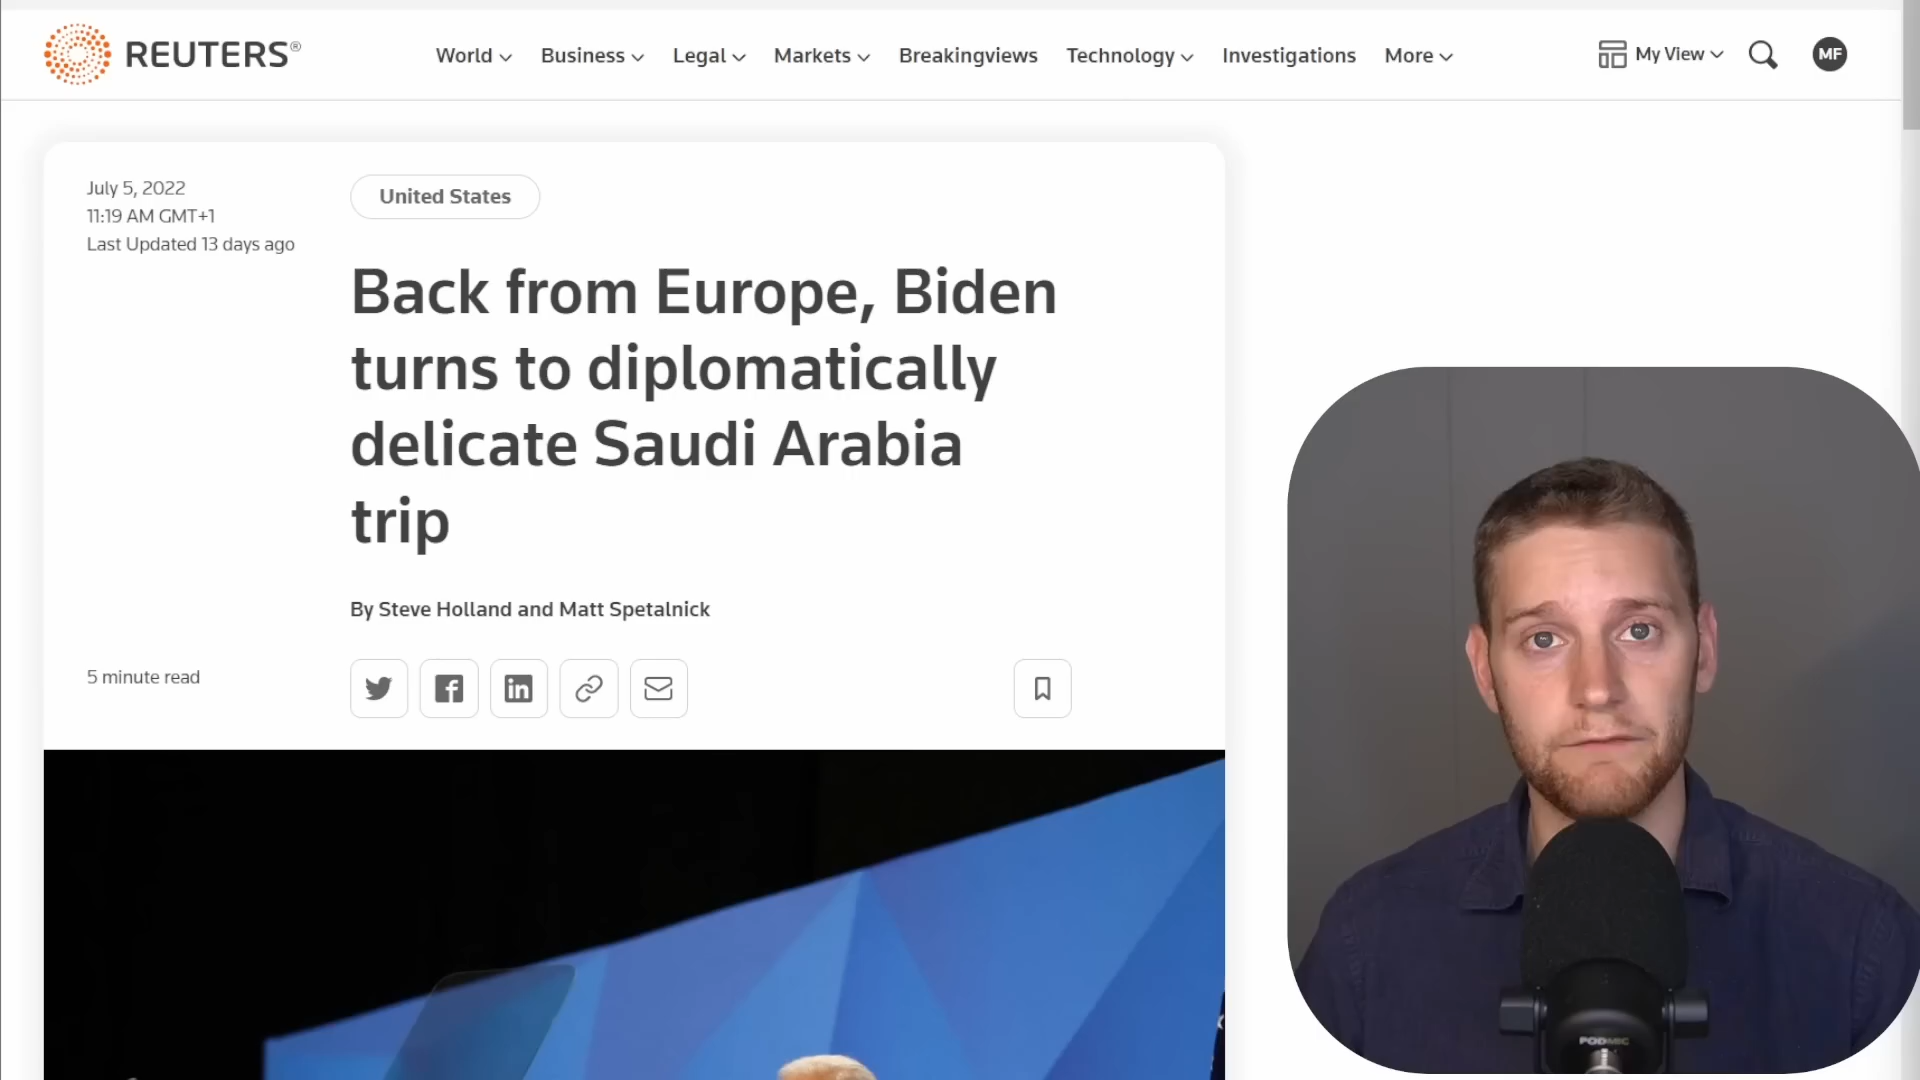 REUTERS®
World
Business
Legal
Markets
Breakingviews
Technology
Investigations
More
My View
MF
July 5, 2022
11:19 AM GMT+1
Last Updated 13 days ago
United States
Back from Europe, Biden
turns to diplomatically
delicate Saudi Arabia
trip
By Steve Holland and Matt Spetalnick
5 minute read
PODMIC